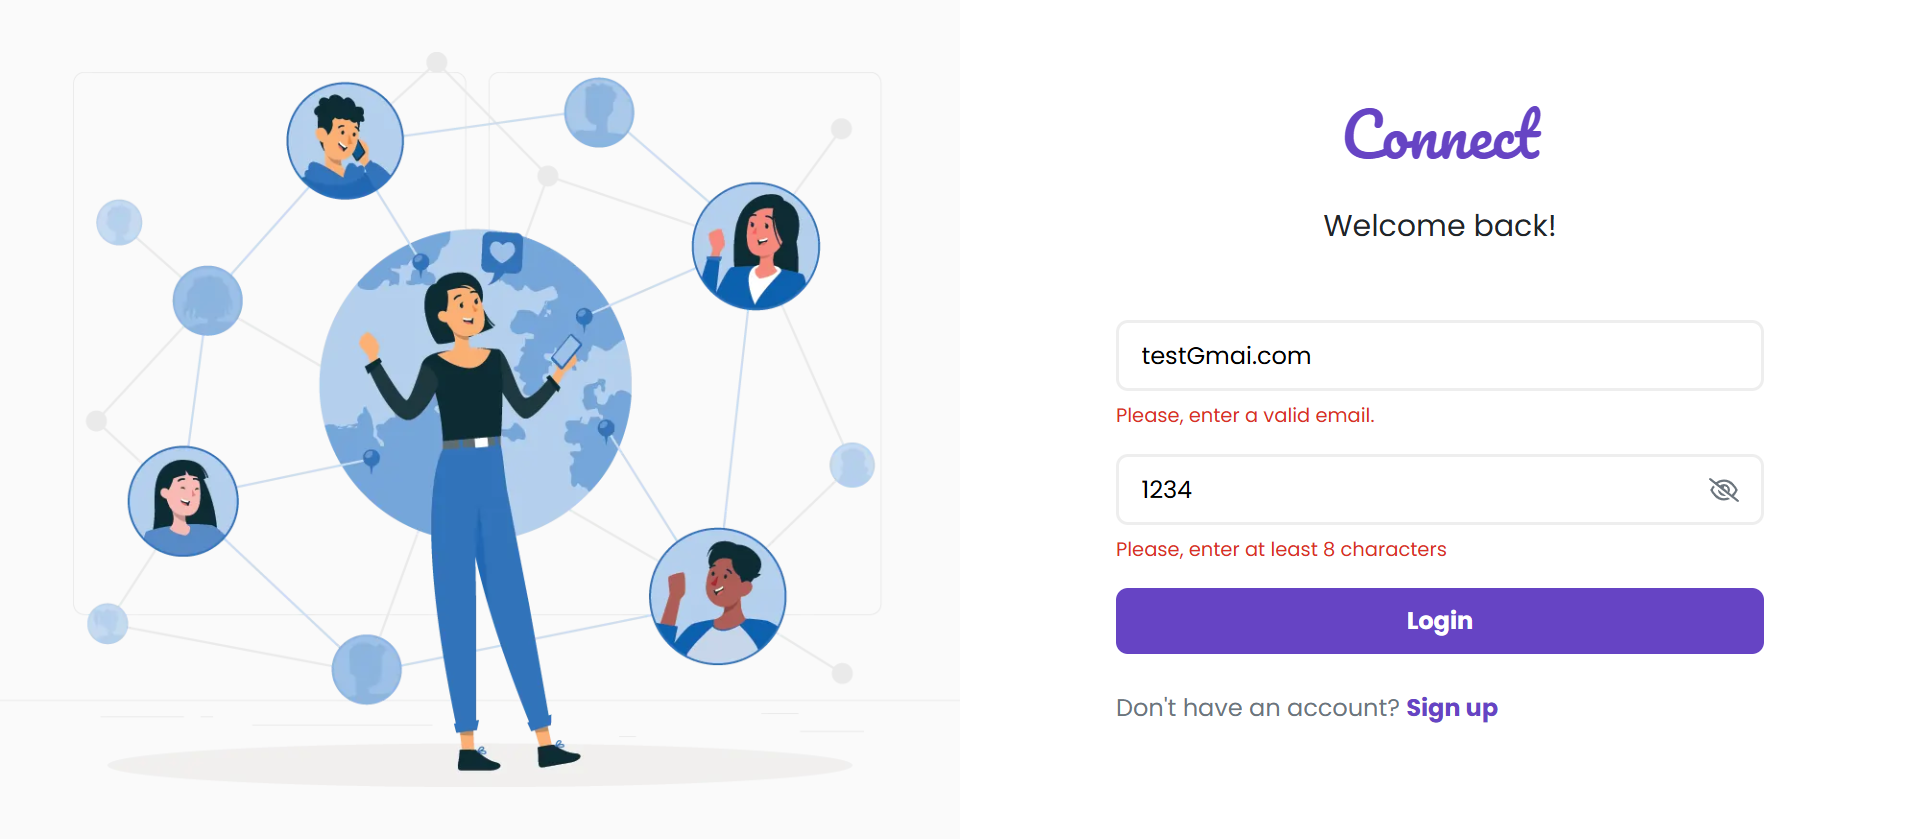 Connect
Welcome back!
testGmai.com
Please, enter a valid email.
1234
Please, enter at least 8 characters
Login
Don't have an account? Sign up